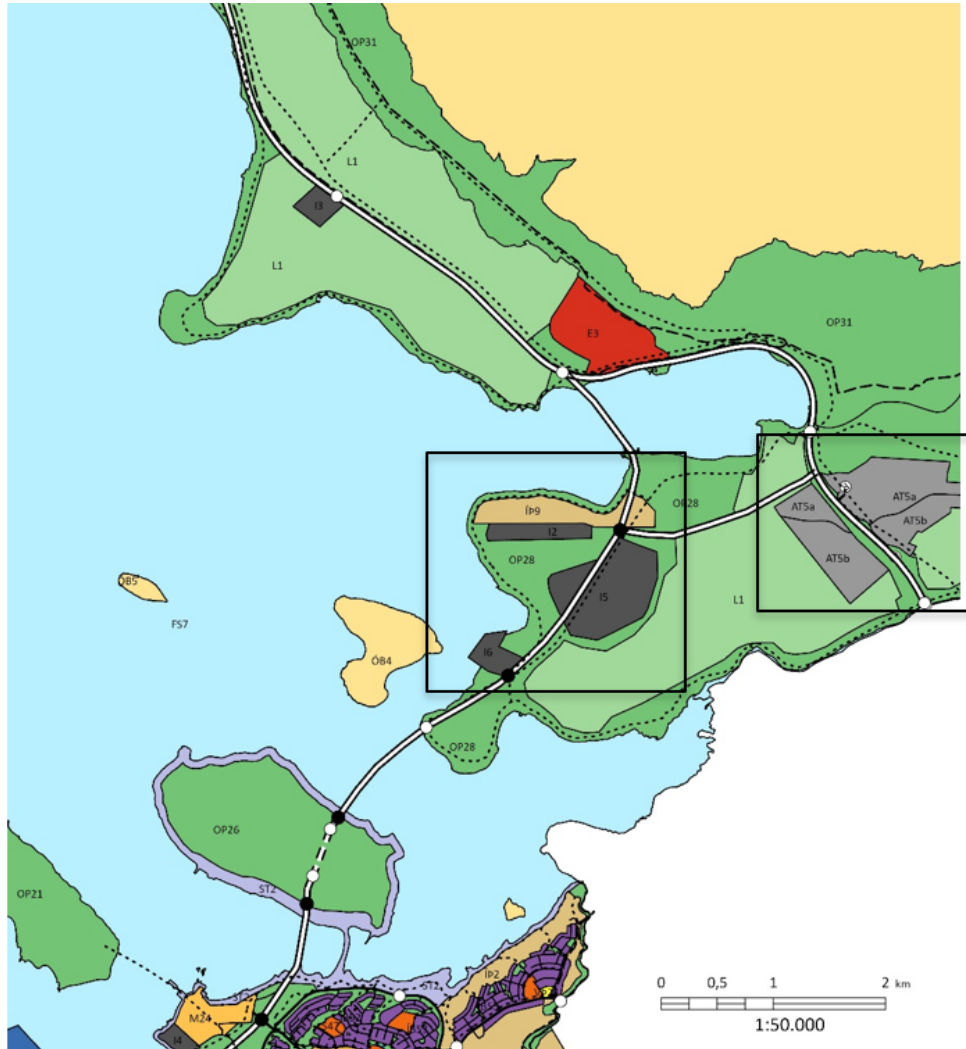 OP31
L1
I3
L1
OP31
E3
OP28
ÍÞ9
I2
AT5a
AT5a
AT5b
OP28
AT5b
ÓB5
I5
L1
FS7
I6
ÓB4
OP28
OP26
OP21
ST2
ÍÞ2
ST2
M24
S47
I4
0 0,5 1 2 km
1:50.000